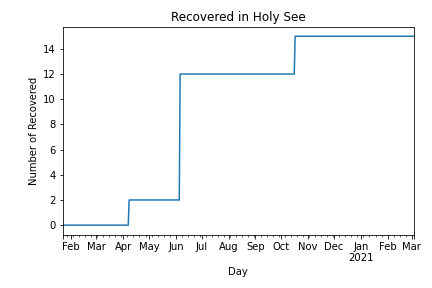 Recovered in Holy See
Number of Recovered
14
12
10
8
6
4
2
0
Feb Mar Apr May Jun Jul Aug Sep Oct Nov Dec Jan Feb Mar
2021
Day